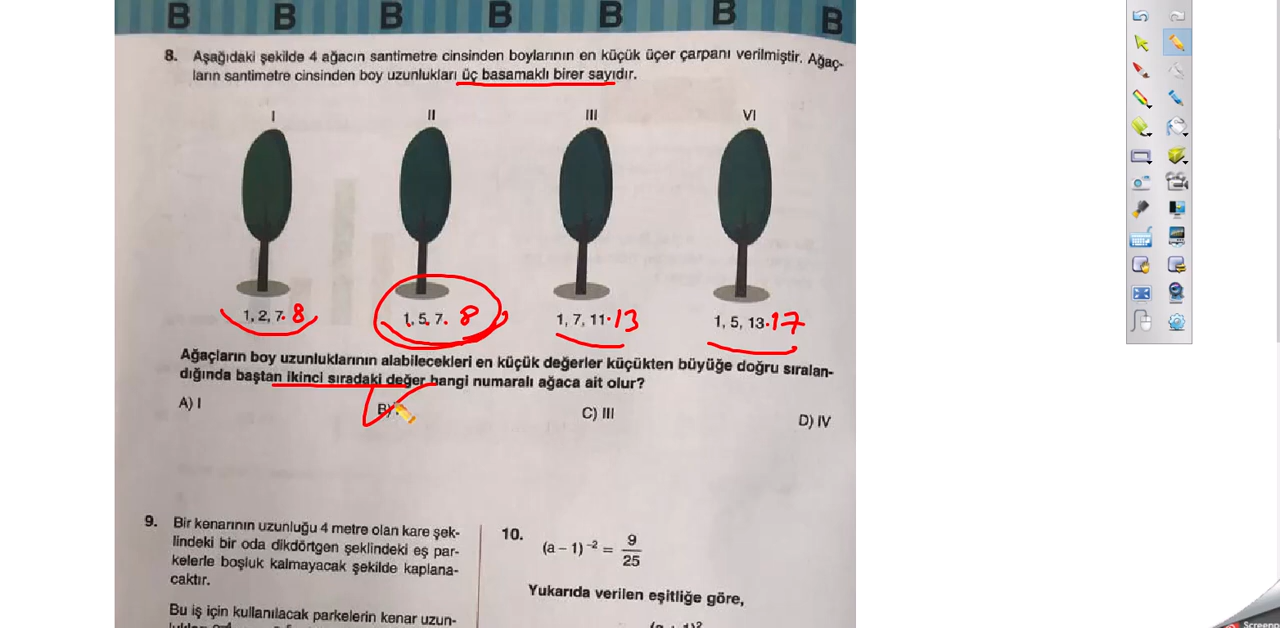 B B B B B B B
8. Aşağıdaki şekilde 4 ağacın santimetre cinsinden boylarının en küçük üçer çarpanı verilmiştir. Ağaç-
ların santimetre cinsinden boy uzunlukları üç basamaklı birer sayıdır.
I II III VI
1, 2, 7. 8 1, 5, 7. 8 1, 7, 11.13 1, 5, 13.17
Ağaçların boy uzunluklarının alabilecekleri en küçük değerler küçükten büyüğe doğru sıralan-
dığında baştan ikinci sıradaki değer hangi numaralı ağaca ait olur?
A) I B) C) III D) IV
9. Bir kenarının uzunluğu 4 metre olan kare şek-
lindeki bir oda dikdörtgen şeklindeki eş par-
kelerle boşluk kalmayacak şekilde kaplana-
caktır.
Bu iş için kullanılacak parkelerin kenar uzun-
10. (a – 1)⁻² = 9/25
Yukarıda verilen eşitliğe göre,